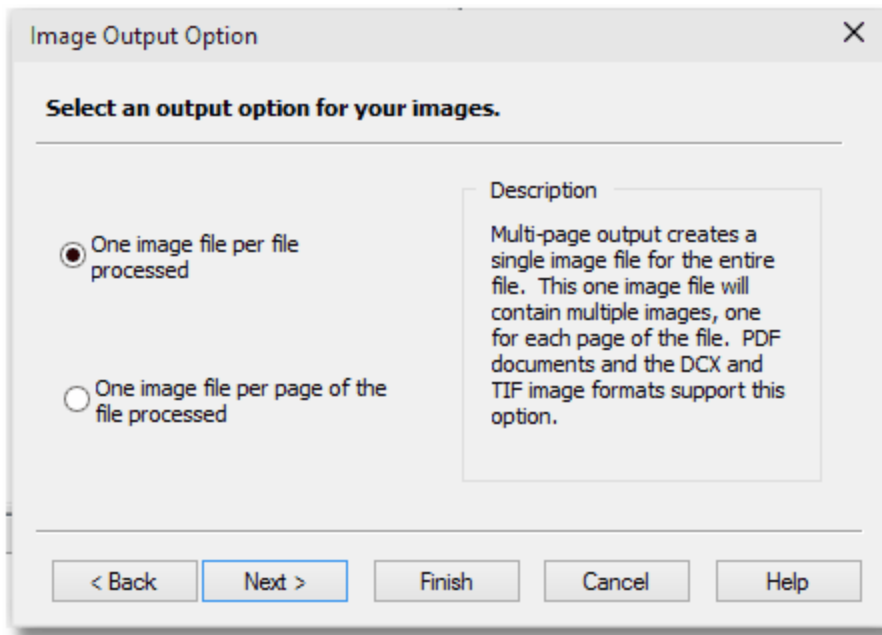 Image Output Option
Select an output option for your images.
One image file per file
processed
One image file per page of the
file processed
Description
Multi-page output creates a
single image file for the entire
file.  This one image file will
contain multiple images, one
for each page of the file.  PDF
documents and the DCX and
TIF image formats support this
option.
< Back
Next >
Finish
Cancel
Help